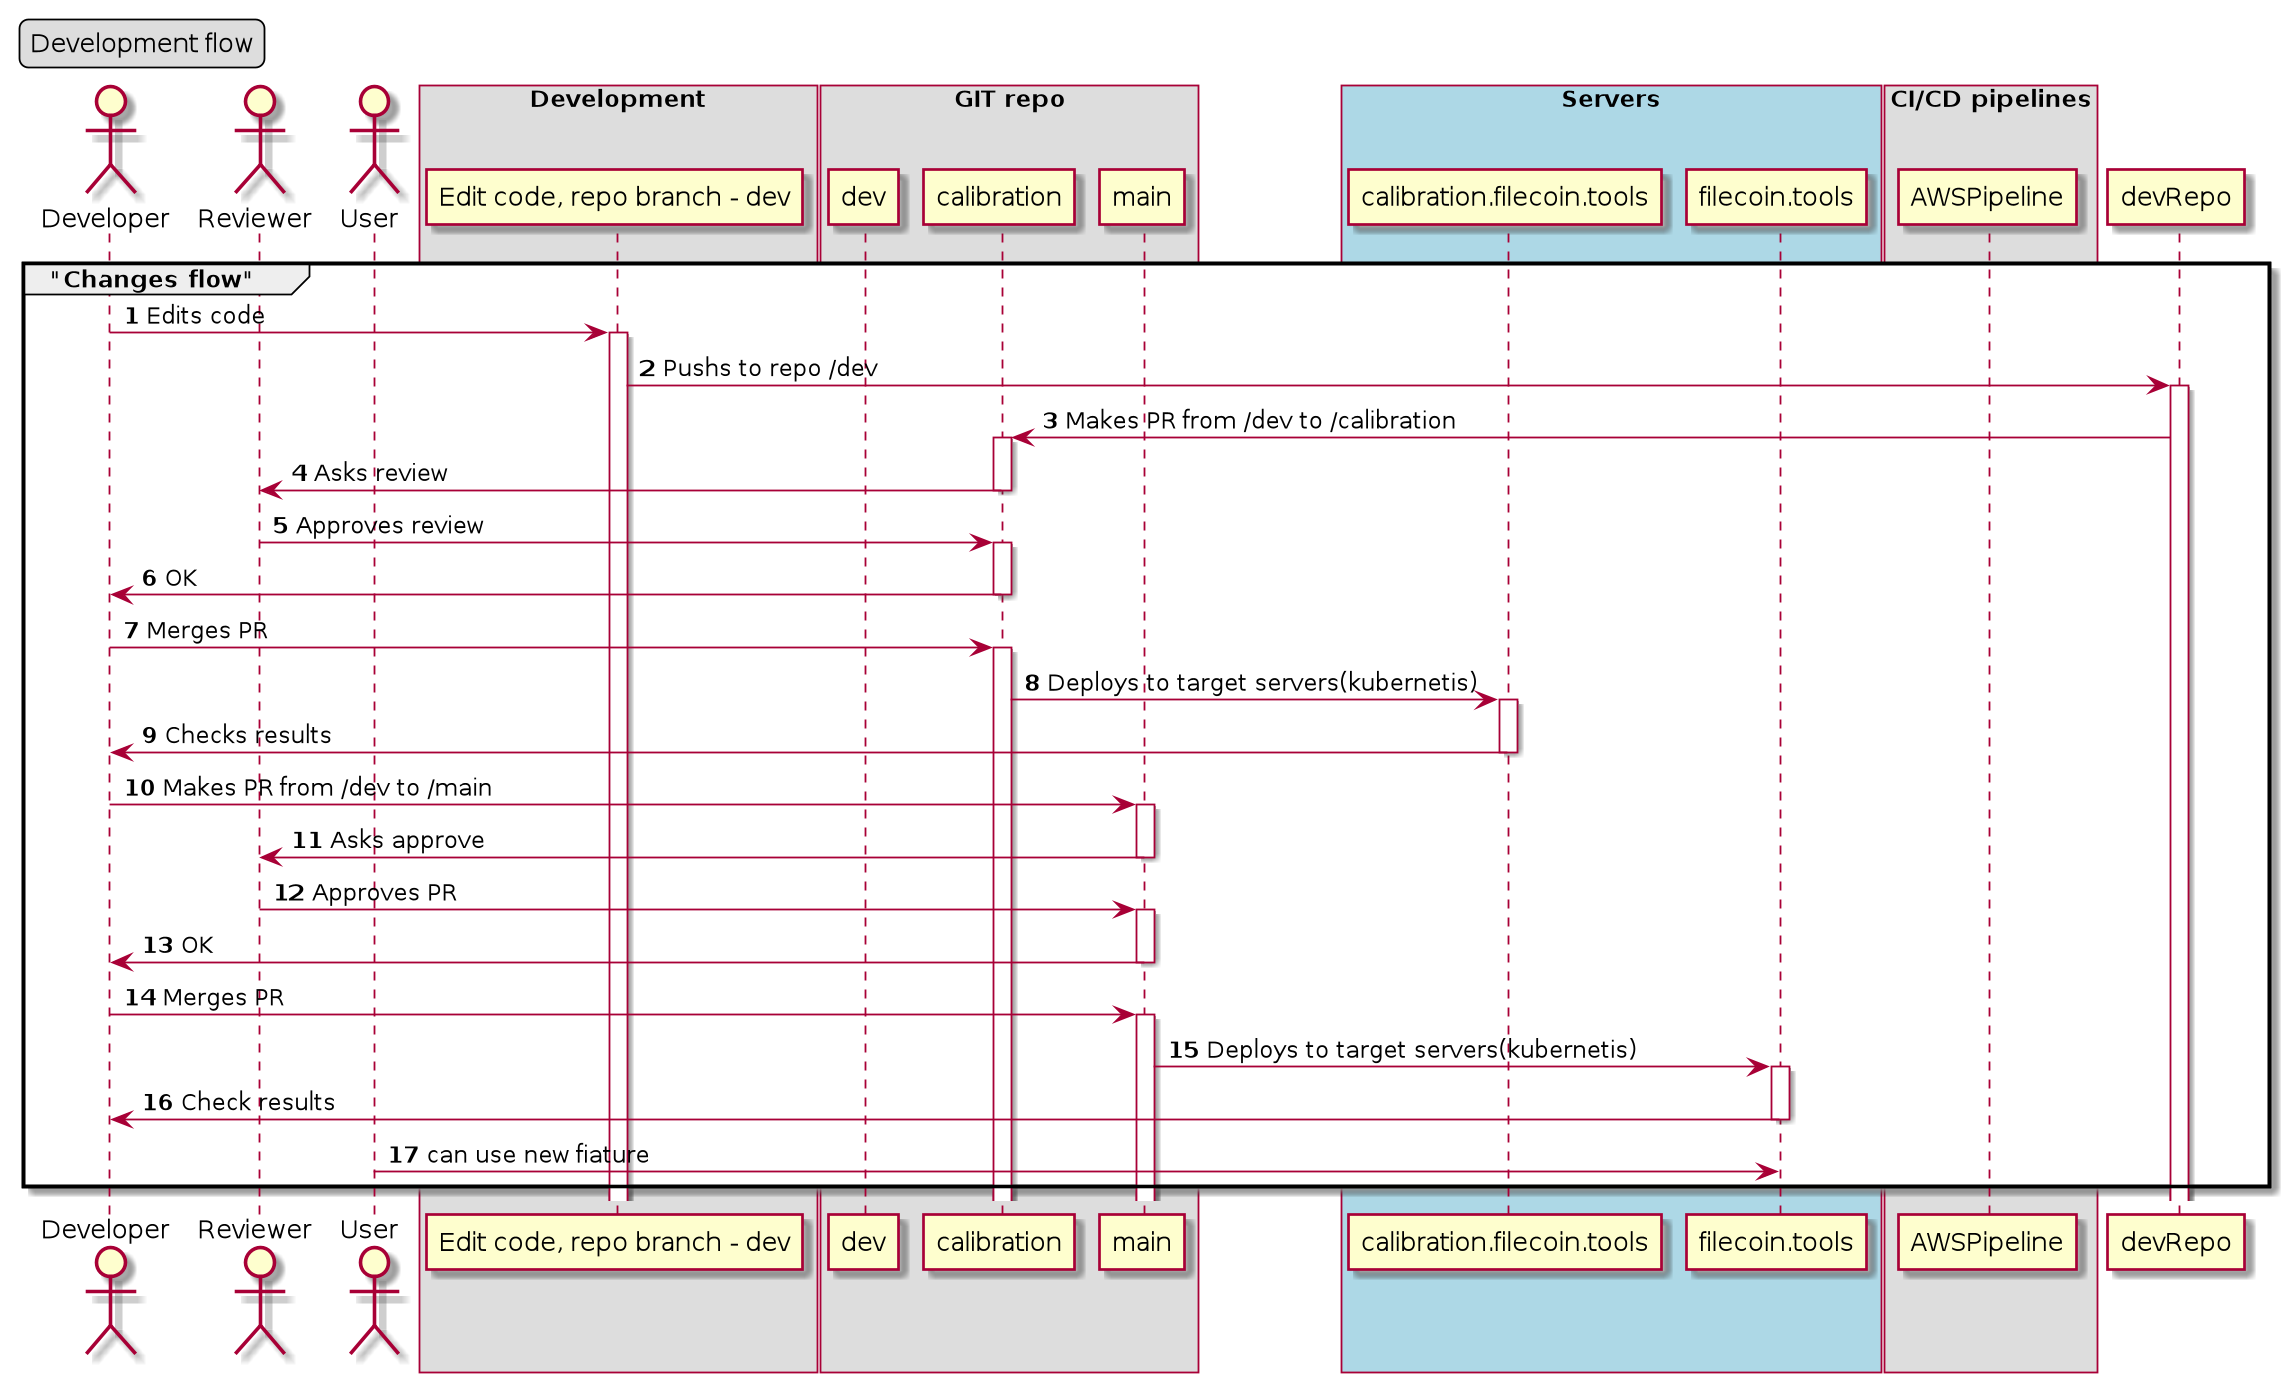 Development flow
Development
GIT repo
Servers
CI/CD pipelines
Developer
Reviewer
User
Edit code, repo branch - dev
dev
calibration
main
calibration.filecoin.tools
filecoin.tools
AWSPipeline
devRepo
"Changes flow"
1 Edits code
2 Pushs to repo /dev
3 Makes PR from /dev to /calibration
4 Asks review
5 Approves review
6 OK
7 Merges PR
8 Deploys to target servers(kubernetis)
9 Checks results
10 Makes PR from /dev to /main
11 Asks approve
12 Approves PR
13 OK
14 Merges PR
15 Deploys to target servers(kubernetis)
16 Check results
17 can use new fiature
Developer
Reviewer
User
Edit code, repo branch - dev
dev
calibration
main
calibration.filecoin.tools
filecoin.tools
AWSPipeline
devRepo